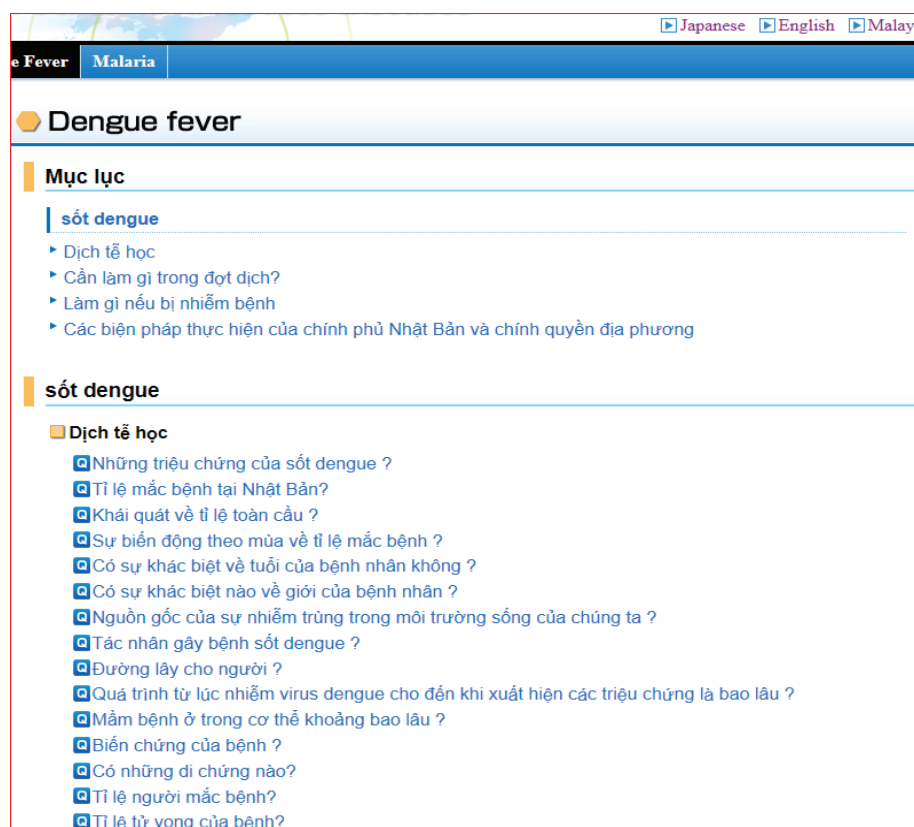 Japanese English Malay
e Fever Malaria
Dengue fever
Mục lục
sốt dengue
Dịch tễ học
Cần làm gì trong đợt dịch?
Làm gì nếu bị nhiễm bệnh
Các biện pháp thực hiện của chính phủ Nhật Bản và chính quyền địa phương
sốt dengue
Dịch tễ học
Q Những triệu chứng của sốt dengue ?
Q Tỉ lệ mắc bệnh tại Nhật Bản?
Q Khái quát về tỉ lệ toàn cầu ?
Q Sự biến động theo mùa về tỉ lệ mắc bệnh ?
Q Có sự khác biệt về tuổi của bệnh nhân không ?
Q Có sự khác biệt nào về giới của bệnh nhân ?
Q Nguồn gốc của sự nhiễm trùng trong môi trường sống của chúng ta ?
Q Tác nhân gây bệnh sốt dengue ?
Q Đường lây cho người ?
Q Quá trình từ lúc nhiễm virus dengue cho đến khi xuất hiện các triệu chứng là bao lâu ?
Q Mầm bệnh ở trong cơ thể khoảng bao lâu ?
Q Biến chứng của bệnh ?
Q Có những di chứng nào?
Q Tỉ lệ người mắc bệnh?
Q Tỉ lệ tử vong của bệnh?